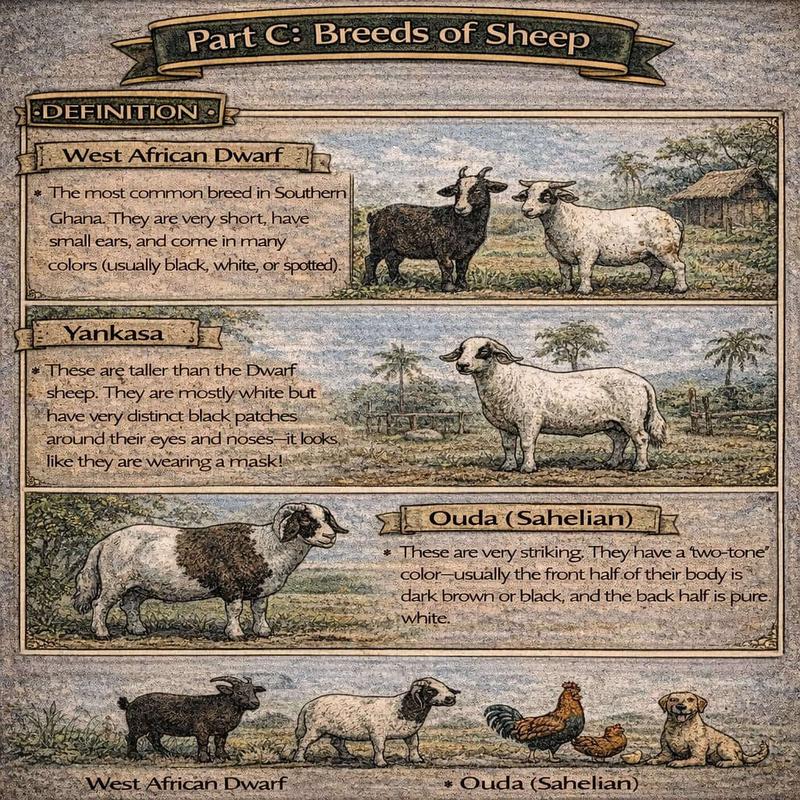 Part C: Breeds of Sheep
•DEFINITION•
West African Dwarf
* The most common breed in Southern
Ghana. They are very short, have
small ears, and come in many
colors (usually black, white, or spotted).
Yankasa
* These are taller than the Dwarf
sheep. They are mostly white but
have very distinct black patches
around their eyes and noses—it looks
like they are wearing a mask!
Ouda (Sahelian)
* These are very striking. They have a "two-tone"
color—usually the front half of their body is
dark brown or black, and the back half is pure
white.
West African Dwarf
* Ouda (Sahelian)